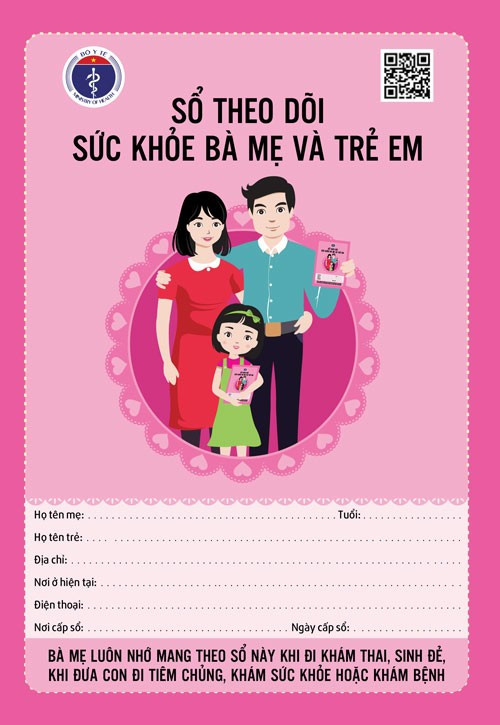 BỘ Y TẾ
MINISTRY OF HEALTH
SỔ THEO DÕI
SỨC KHỎE BÀ MẸ VÀ TRẺ EM
Họ tên mẹ: Tuổi:
Họ tên trẻ:
Địa chỉ:
Nơi ở hiện tại:
Điện thoại:
Nơi cấp sổ: Ngày cấp sổ:
BÀ MẸ LUÔN NHỚ MANG THEO SỔ NÀY KHI ĐI KHÁM THAI, SINH ĐẺ,
KHI ĐƯA CON ĐI TIÊM CHỦNG, KHÁM SỨC KHỎE HOẶC KHÁM BỆNH